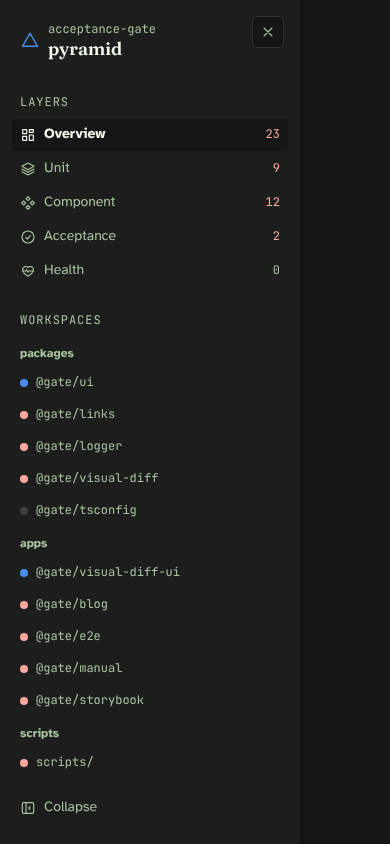 acceptance-gate
pyramid
LAYERS
Overview 23
Unit 9
Component 12
Acceptance 2
Health 0
WORKSPACES
packages
@gate/ui
@gate/links
@gate/logger
@gate/visual-diff
@gate/tsconfig
apps
@gate/visual-diff-ui
@gate/blog
@gate/e2e
@gate/manual
@gate/storybook
scripts
scripts/
Collapse